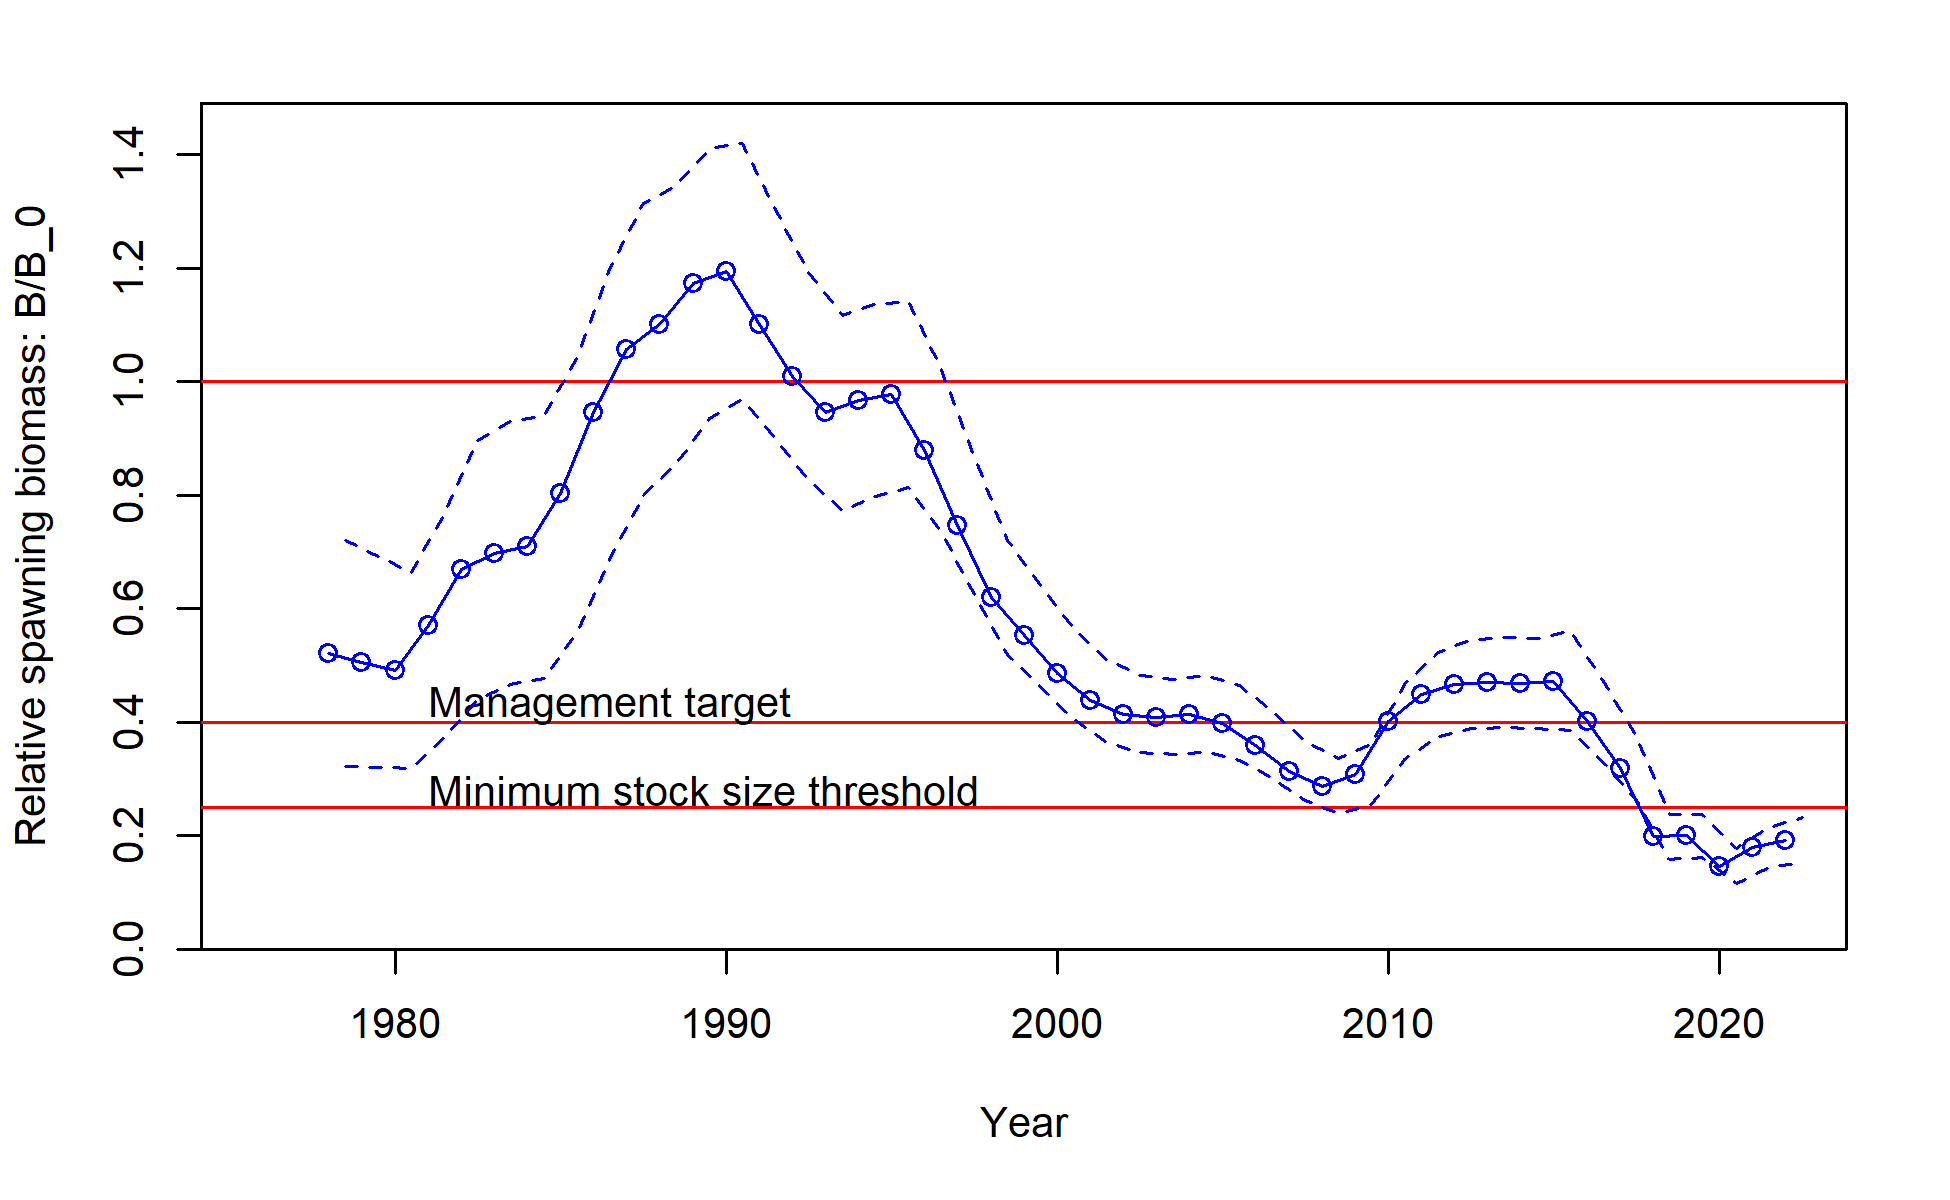 Relative spawning biomass: B/B_0
1.4
1.2
1.0
0.8
0.6
0.4
0.2
0.0
Management target
Minimum stock size threshold
1980 1990 2000 2010 2020
Year